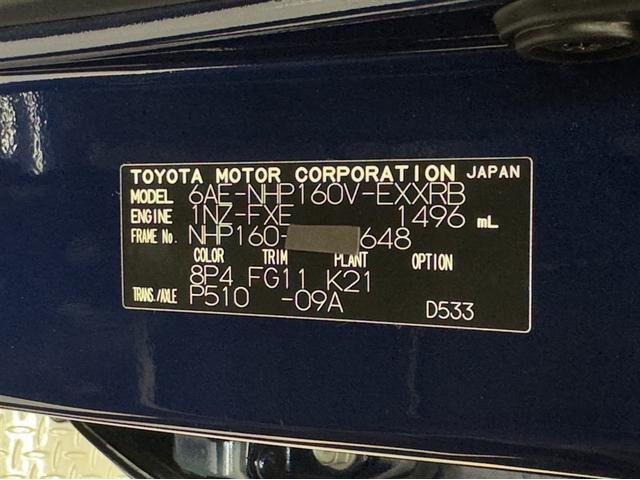 TOYOTA MOTOR CORPORATION JAPAN
MODEL 6AE-NHP160V-EXXRB
ENGINE 1NZ-FXE 1496 mL
FRAME No. NHP160- 648
COLOR TRIM PLANT OPTION
8P4 FG11 K21
TRANS./AXLE P510 -09A D533